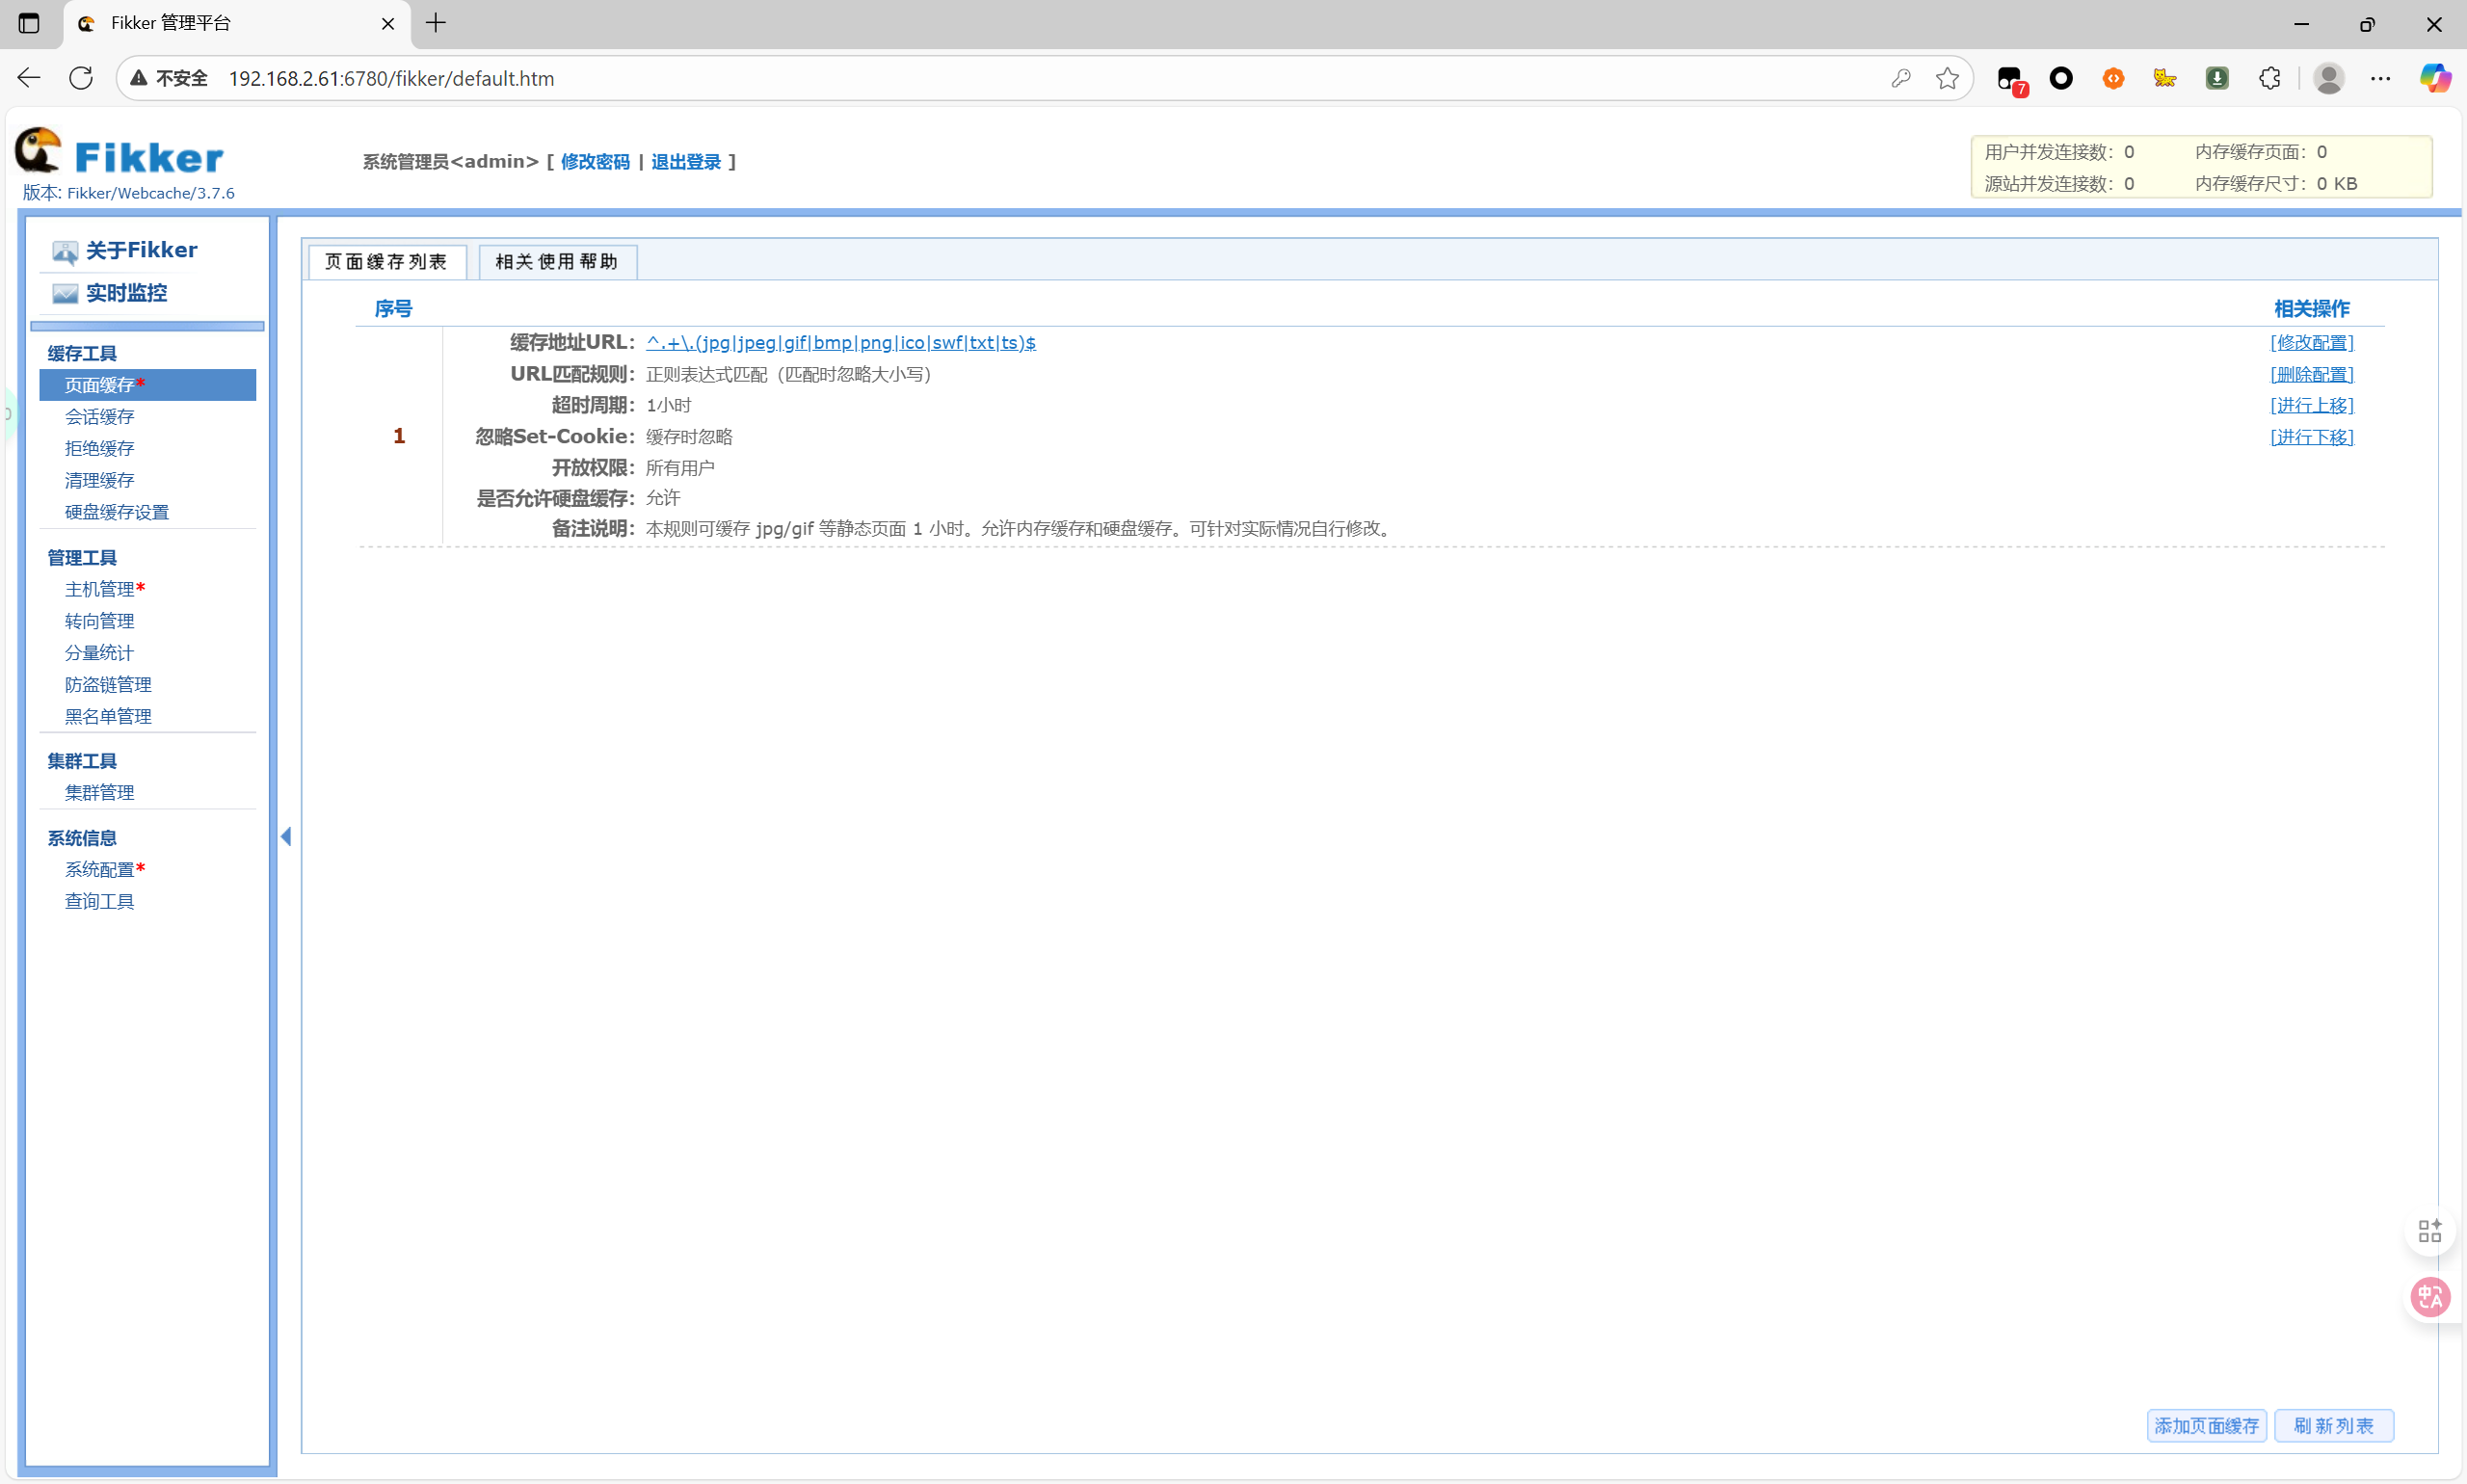 Fikker 管理平台
不安全 192.168.2.61:6780/fikker/default.htm
7
Fikker
版本: Fikker/Webcache/3.7.6
系统管理员<admin> [ 修改密码 | 退出登录 ]
用户并发连接数：0 内存缓存页面：0
源站并发连接数：0 内存缓存尺寸：0 KB
关于Fikker
实时监控
缓存工具
页面缓存*
会话缓存
拒绝缓存
清理缓存
硬盘缓存设置
管理工具
主机管理*
转向管理
分量统计
防盗链管理
黑名单管理
集群工具
集群管理
系统信息
系统配置*
查询工具
页面缓存列表 相关使用帮助
序号 相关操作
1
缓存地址URL：^.+\.(jpg|jpeg|gif|bmp|png|ico|swf|txt|ts)$ [修改配置]
URL匹配规则：正则表达式匹配（匹配时忽略大小写） [删除配置]
超时周期：1小时 [进行上移]
忽略Set-Cookie：缓存时忽略 [进行下移]
开放权限：所有用户
是否允许硬盘缓存：允许
备注说明：本规则可缓存 jpg/gif 等静态页面 1 小时。允许内存缓存和硬盘缓存。可针对实际情况自行修改。
中A
添加页面缓存 刷新列表